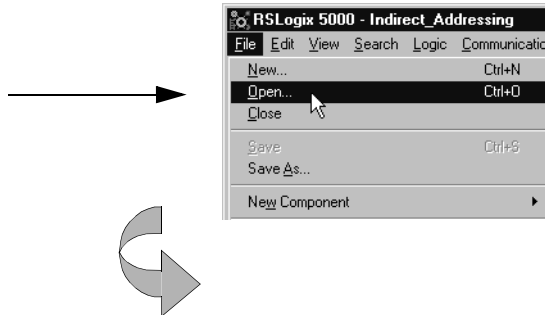 RSLogix 5000 - Indirect_Addressing
File Edit View Search Logic Communicatio
New... Ctrl+N
Open... Ctrl+O
Close
Save Ctrl+S
Save As...
New Component